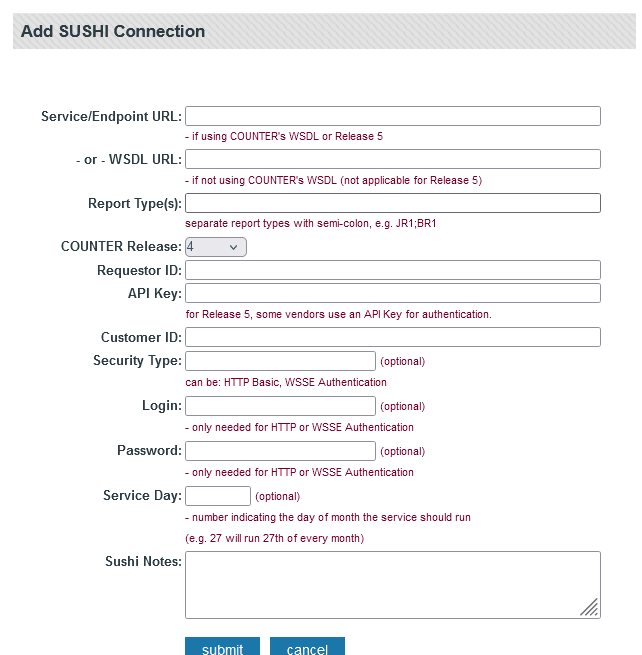 Add SUSHI Connection
Service/Endpoint URL:
- if using COUNTER's WSDL or Release 5
- or - WSDL URL:
- if not using COUNTER's WSDL (not applicable for Release 5)
Report Type(s):
separate report types with semi-colon, e.g. JR1;BR1
COUNTER Release: 4
Requestor ID:
API Key:
for Release 5, some vendors use an API Key for authentication.
Customer ID:
Security Type: (optional)
can be: HTTP Basic, WSSE Authentication
Login: (optional)
- only needed for HTTP or WSSE Authentication
Password: (optional)
- only needed for HTTP or WSSE Authentication
Service Day: (optional)
- number indicating the day of month the service should run
(e.g. 27 will run 27th of every month)
Sushi Notes:
submit cancel